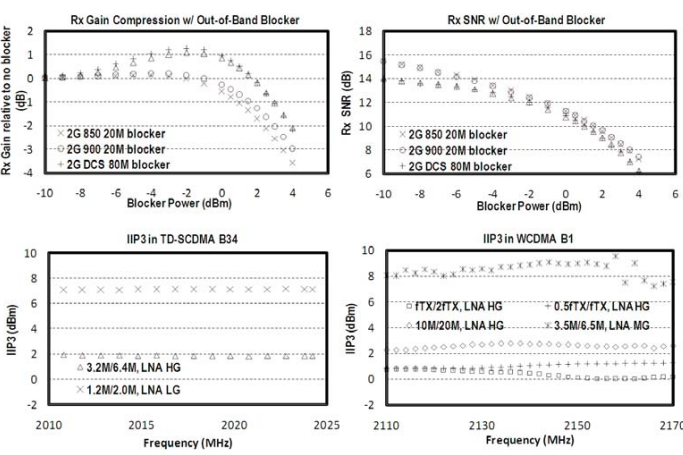 Rx Gain Compression w/ Out-of-Band Blocker
Rx Gain relative to no blocker (dB)
2
1
0
-1
-2
-3
-4
× 2G 850 20M blocker
○ 2G 900 20M blocker
+ 2G DCS 80M blocker
-10 -8 -6 -4 -2 0 2 4 6
Blocker Power (dBm)
Rx SNR w/ Out-of-Band Blocker
Rx SNR (dB)
18
16
14
12
10
8
6
× 2G 850 20M blocker
○ 2G 900 20M blocker
+ 2G DCS 80M blocker
-10 -8 -6 -4 -2 0 2 4 6
Blocker Power (dBm)
IIP3 in TD-SCDMA B34
IIP3 (dBm)
10
8
6
4
2
0
-2
△ 3.2M/6.4M, LNA HG
× 1.2M/2.0M, LNA LG
2010 2015 2020 2025
Frequency (MHz)
IIP3 in WCDMA B1
IIP3 (dBm)
10
8
6
4
2
0
-2
□ fTX/2fTX, LNA HG + 0.5fTX/fTX, LNA HG
◇ 10M/20M, LNA HG × 3.5M/6.5M, LNA MG
2110 2130 2150 2170
Frequency (MHz)